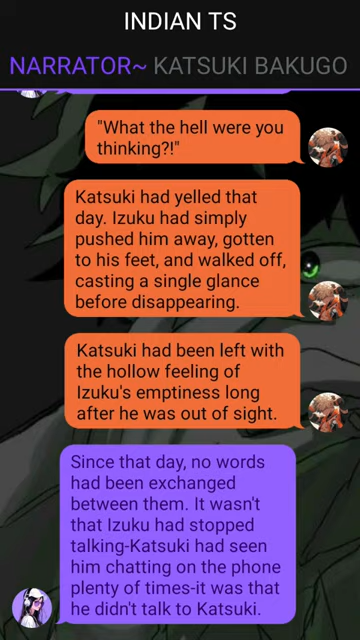 INDIAN TS
NARRATOR~ KATSUKI BAKUGO
"What the hell were you
thinking?!"
Katsuki had yelled that
day. Izuku had simply
pushed him away, gotten
to his feet, and walked off,
casting a single glance
before disappearing.
Katsuki had been left with
the hollow feeling of
Izuku's emptiness long
after he was out of sight.
Since that day, no words
had been exchanged
between them. It wasn't
that Izuku had stopped
talking-Katsuki had seen
him chatting on the phone
plenty of times-it was that
he didn't talk to Katsuki.